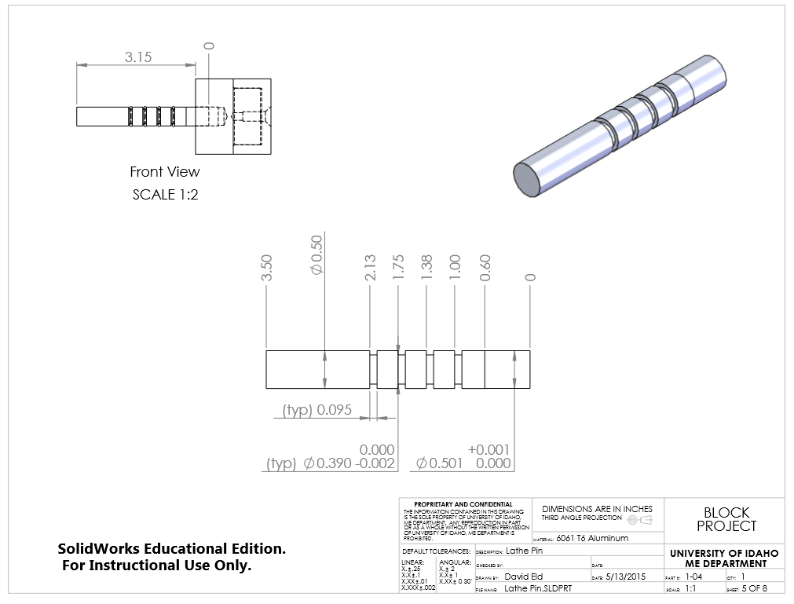 3.15
0
Front View
SCALE 1:2
3.50
Ø0.50
2.13
1.75
1.38
1.00
0.60
0
(typ) 0.095
0.000
(typ) Ø0.390 -0.002
+0.001
Ø0.501 0.000
SolidWorks Educational Edition.
For Instructional Use Only.
PROPRIETARY AND CONFIDENTIAL
THE INFORMATION CONTAINED IN THIS DRAWING
IS THE SOLE PROPERTY OF UNIVERSITY OF IDAHO,
ME DEPARTMENT. ANY REPRODUCTION IN PART
OR AS A WHOLE WITHOUT THE WRITTEN PERMISSION
OF UNIVERSITY OF IDAHO, ME DEPARTMENT IS
PROHIBITED.
DIMENSIONS ARE IN INCHES
THIRD ANGLE PROJECTION
MATERIAL: 6061 T6 Aluminum
BLOCK
PROJECT
DEFAULT TOLERANCES:
LINEAR:
X.±.25
X.X±.1
X.XX±.01
X.XXX±.002
ANGULAR:
X.± 2
X.X± 1
X.XX± 0 30'
DESCRIPTION: Lathe Pin
CHECKED BY:
DATE:
DRAWN BY: David Eld
DATE: 5/13/2015
FILE NAME: Lathe Pin.SLDPRT
UNIVERSITY OF IDAHO
ME DEPARTMENT
PART #: 1-04
QTY: 1
SCALE: 1:1
SHEET: 5 OF 8